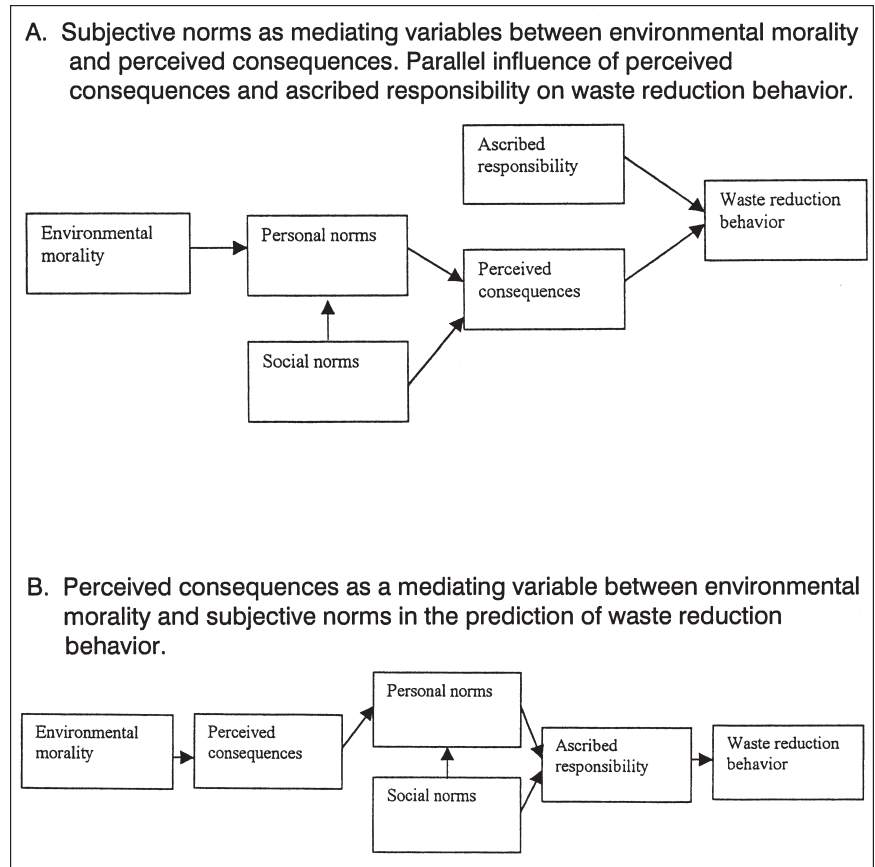 A. Subjective norms as mediating variables between environmental morality
and perceived consequences. Parallel influence of perceived
consequences and ascribed responsibility on waste reduction behavior.
Ascribed
responsibility
Waste reduction
behavior
Environmental
morality
Personal norms
Perceived
consequences
Social norms
B. Perceived consequences as a mediating variable between environmental
morality and subjective norms in the prediction of waste reduction
behavior.
Personal norms
Environmental
morality
Perceived
consequences
Ascribed
responsibility
Waste reduction
behavior
Social norms